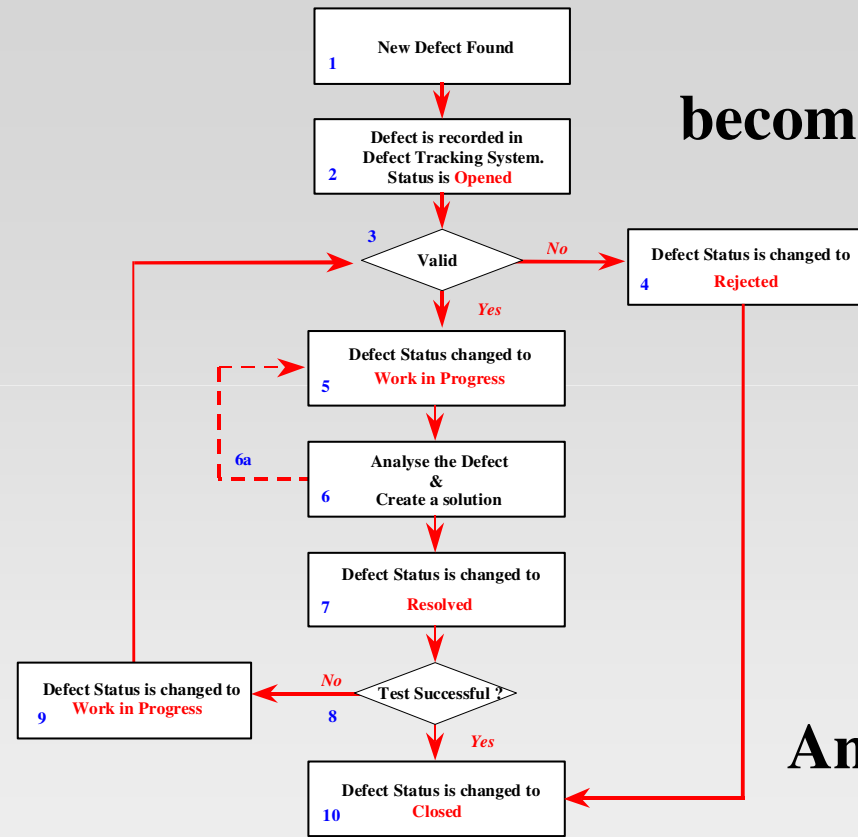 New Defect Found
1
becom
Defect is recorded in
Defect Tracking System.
2
Status is Opened
3
Valid
No
Defect Status is changed to
4
Rejected
Yes
Defect Status changed to
5
Work in Progress
6a
Analyse the Defect
&
6
Create a solution
Defect Status is changed to
7
Resolved
No
Test Successful ?
8
Defect Status is changed to
9
Work in Progress
Yes
An
Defect Status is changed to
10
Closed